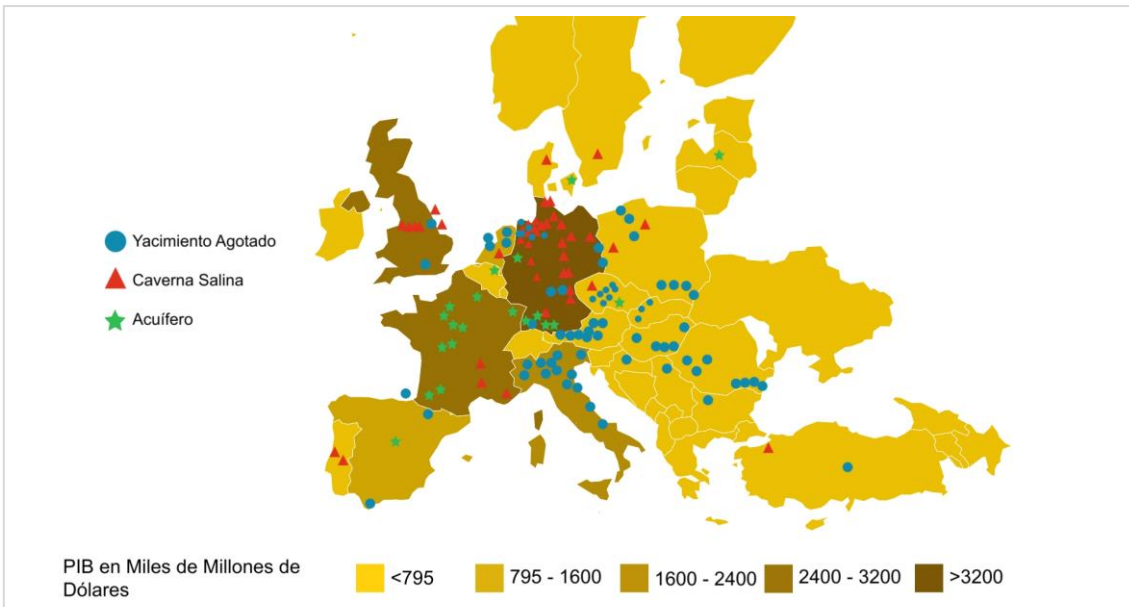 Yacimiento Agotado
Caverna Salina
Acuífero
PIB en Miles de Millones de
Dólares
<795
795 - 1600
1600 - 2400
2400 - 3200
>3200